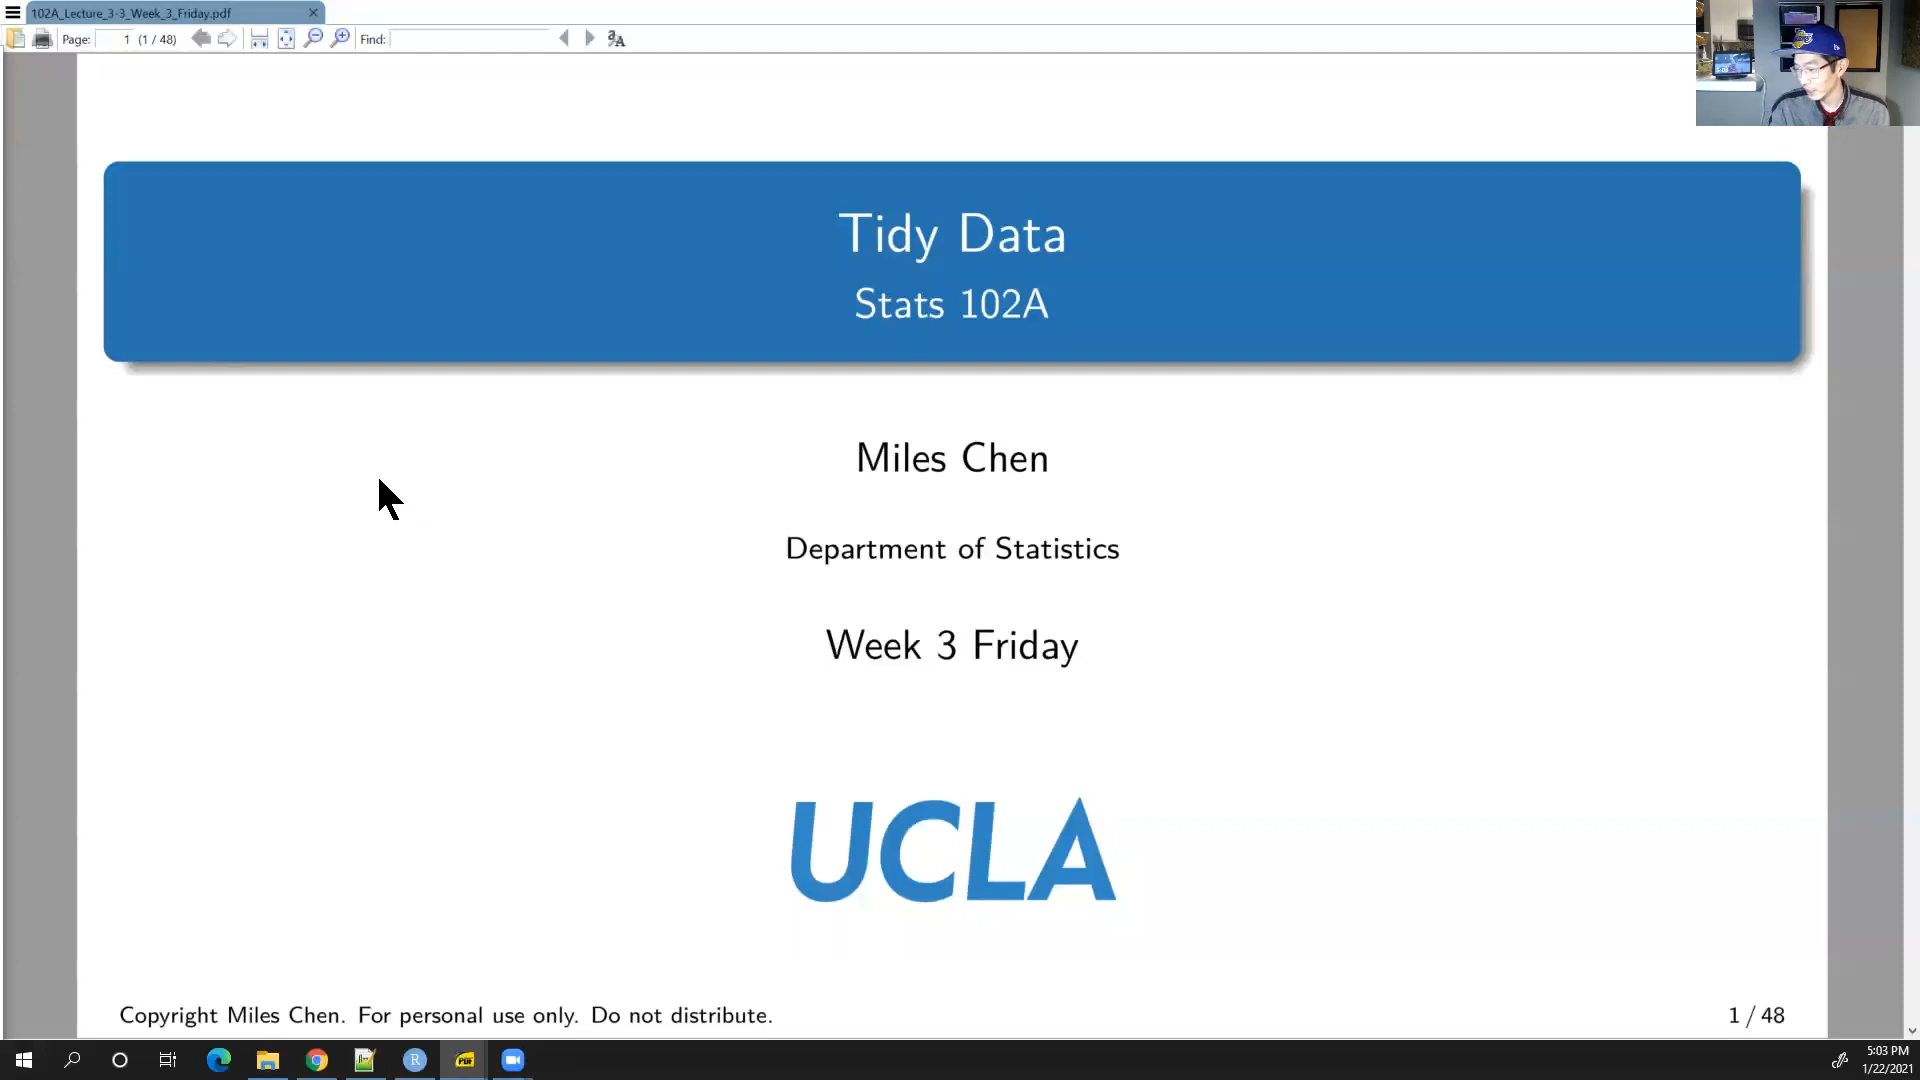 102A_Lecture_3-3_Week_3_Friday.pdf
Page: 1 (1 / 48) Find:
Tidy Data
Stats 102A
Miles Chen
Department of Statistics
Week 3 Friday
UCLA
Copyright Miles Chen. For personal use only. Do not distribute.
1 / 48
5:03 PM
1/22/2021